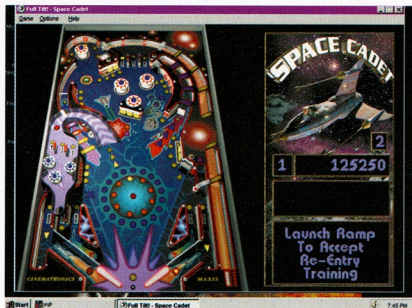 Full Tilt! - Space Cadet
Game Options Help
SPACE CADET
2
1 125250
Launch Ramp
To Accept
Re-Entry
Training
CINEMATRONICS
MAXIS
Start
Full Tilt! - Space Cadet
7:45 PM